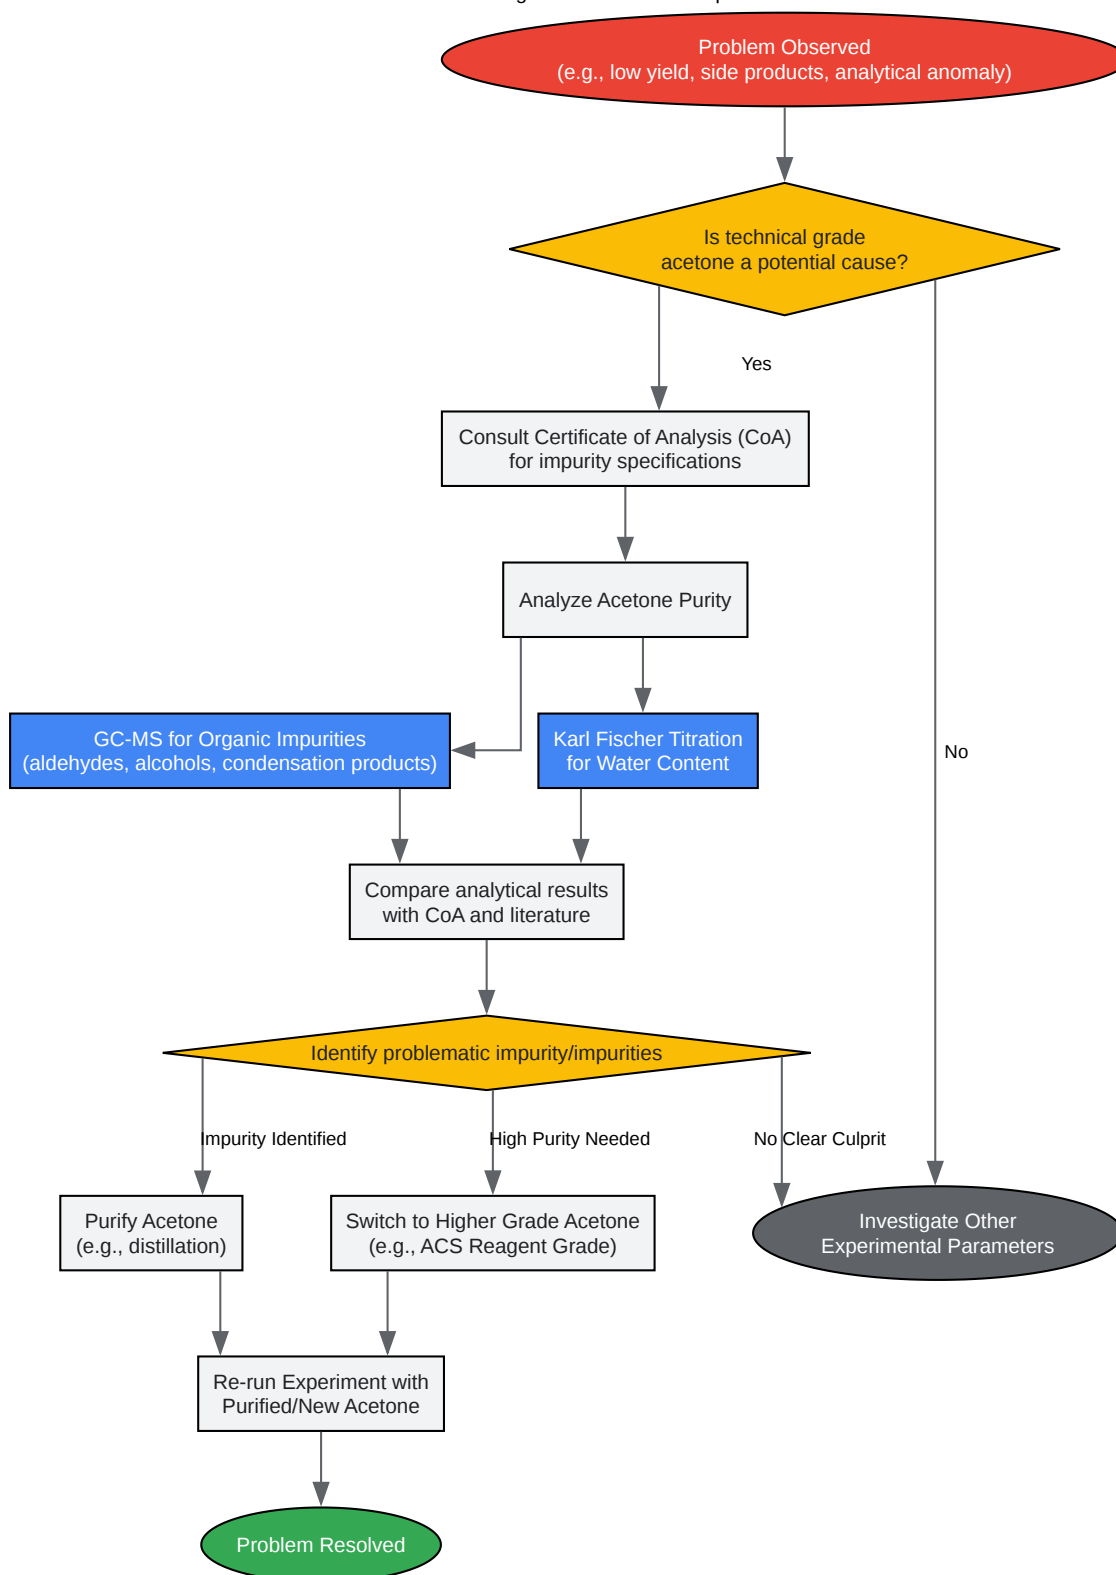 Problem Observed
(e.g., low yield, side products, analytical anomaly)
Is technical grade
acetone a potential cause?
Yes
Consult Certificate of Analysis (CoA)
for impurity specifications
Analyze Acetone Purity
GC-MS for Organic Impurities
(aldehydes, alcohols, condensation products)
Karl Fischer Titration
for Water Content
No
Compare analytical results
with CoA and literature
Identify problematic impurity/impurities
Impurity Identified
High Purity Needed
No Clear Culprit
Purify Acetone
(e.g., distillation)
Switch to Higher Grade Acetone
(e.g., ACS Reagent Grade)
Investigate Other
Experimental Parameters
Re-run Experiment with
Purified/New Acetone
Problem Resolved